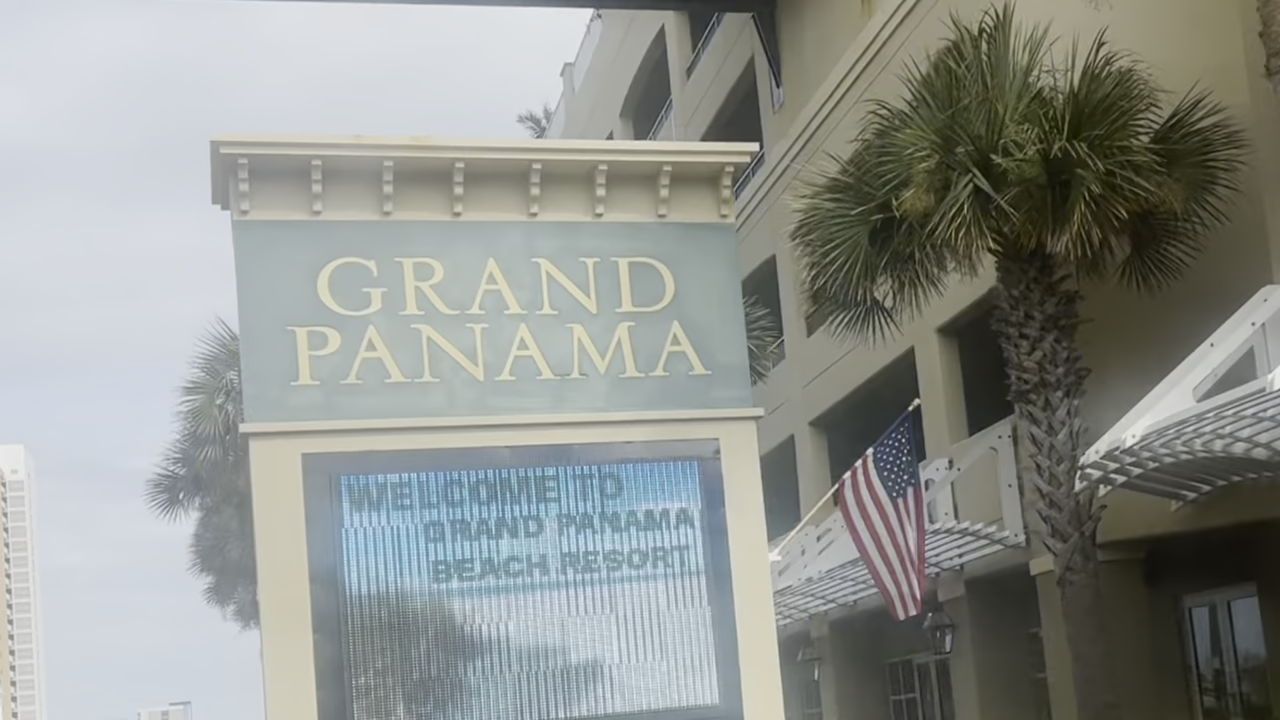 GRAND
PANAMA
WELCOME TO
GRAND PANAMA
BEACH RESORT